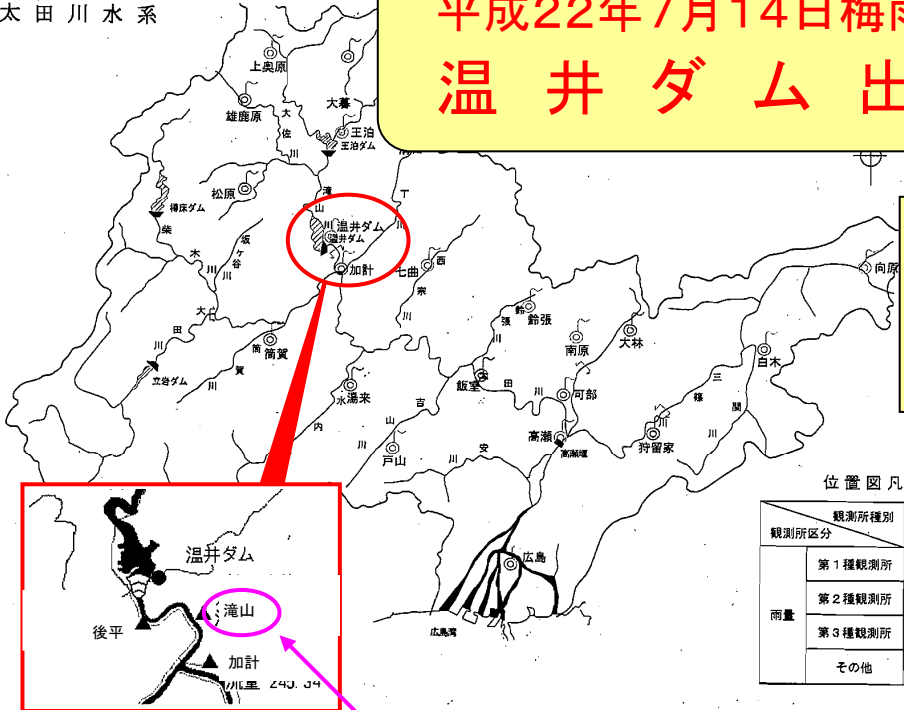 太田川水系
平成22年7月14日梅雨
温井ダム出
上奥原
雄鹿原
大暮
大佐川
王泊
王泊ダム
松原
樽床ダム
滝山川
温井ダム
温井ダム
加計
丁川
柴木川
坂ヶ谷川
七曲
西宗川
向原
筒賀
筒賀川
立岩ダム
鈴張
鈴張川
南原
大林
白木
飯室
太田川
可部
三篠川
関川
湯来
水内川
戸山
吉山川
安川
高瀬
高瀬堰
狩留家
広島
広島湾
位置図凡
観測所種別
観測所区分
雨量
第1種観測所
第2種観測所
第3種観測所
その他
温井ダム
滝山
後平
加計
流量 245.34